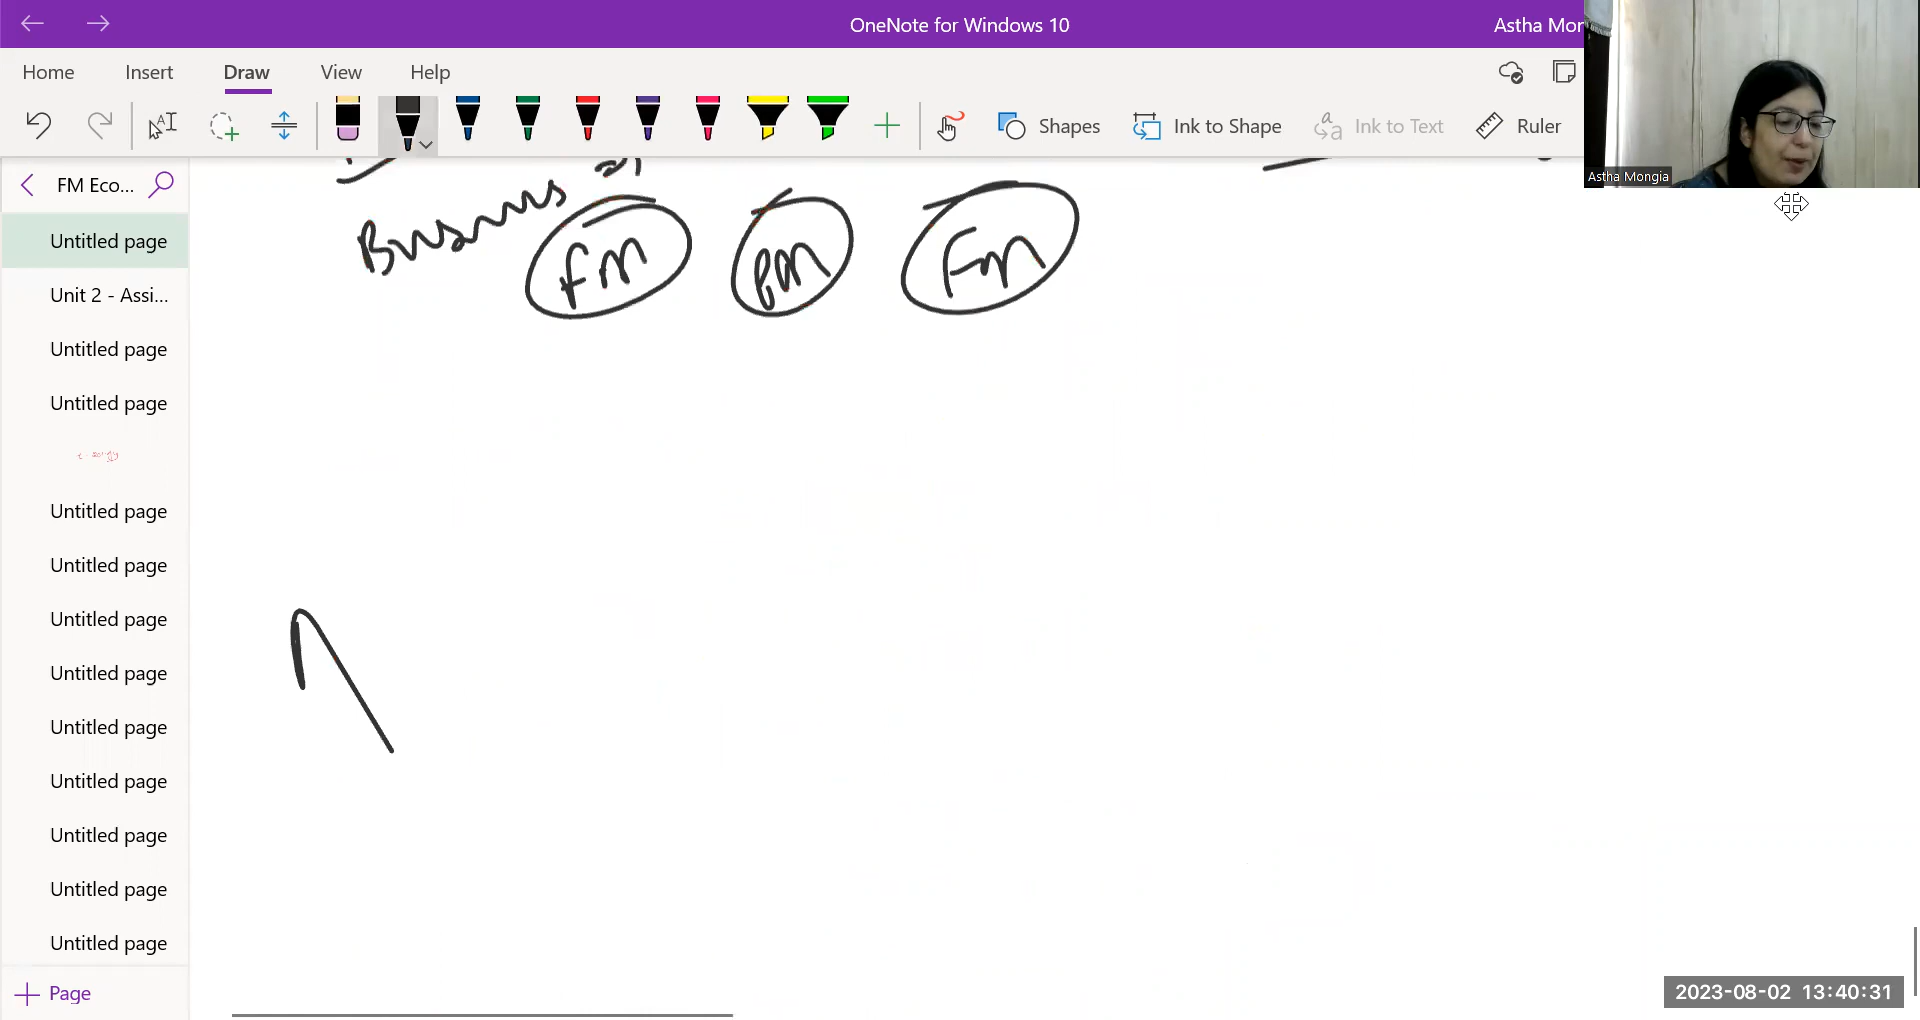 OneNote for Windows 10
Astha Mor
Home Insert Draw View Help
Shapes Ink to Shape Ink to Text Ruler
Astha Mongia
FM Eco...
Untitled page
Unit 2 - Assi...
Untitled page
Untitled page
Untitled page
Untitled page
Untitled page
Untitled page
Untitled page
Untitled page
Untitled page
Untitled page
Untitled page
Page
Business
fm
Fm
2023-08-02 13:40:31